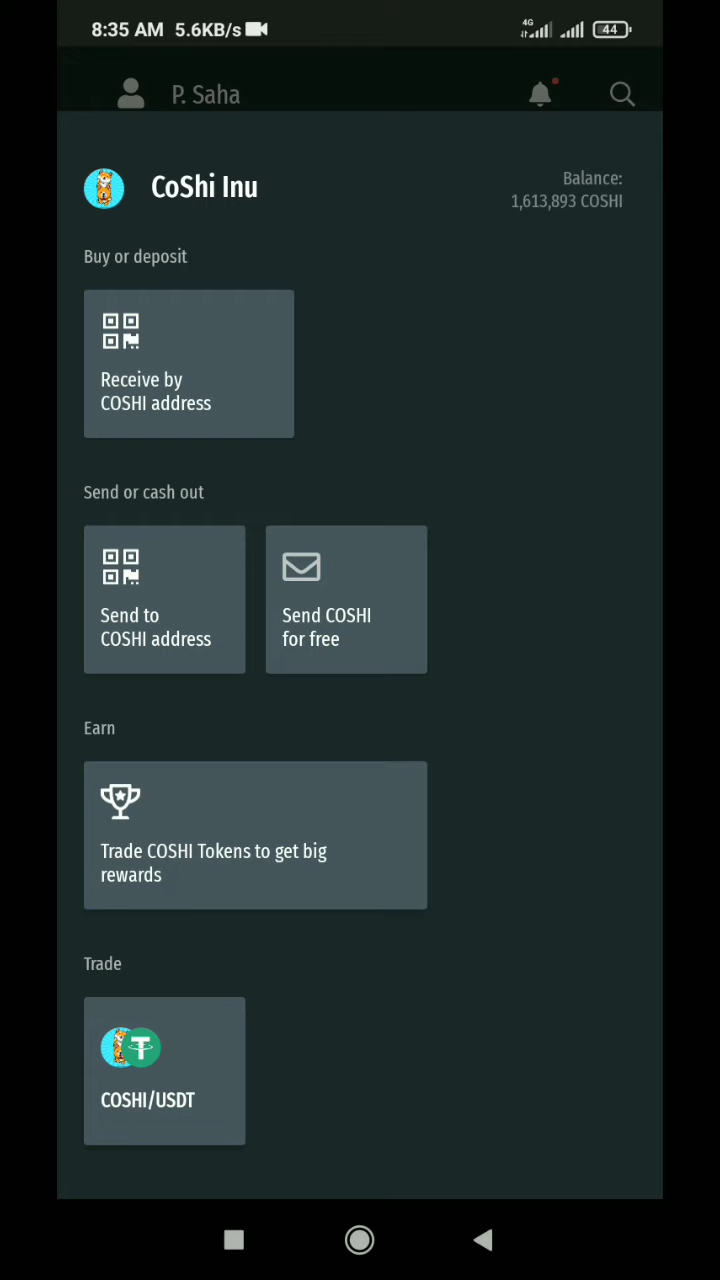 8:35 AM 5.6KB/s
4G
44
P. Saha
CoShi Inu
Balance:
1,613,893 COSHI
Buy or deposit
Receive by
COSHI address
Send or cash out
Send to
COSHI address
Send COSHI
for free
Earn
Trade COSHI Tokens to get big
rewards
Trade
COSHI/USDT